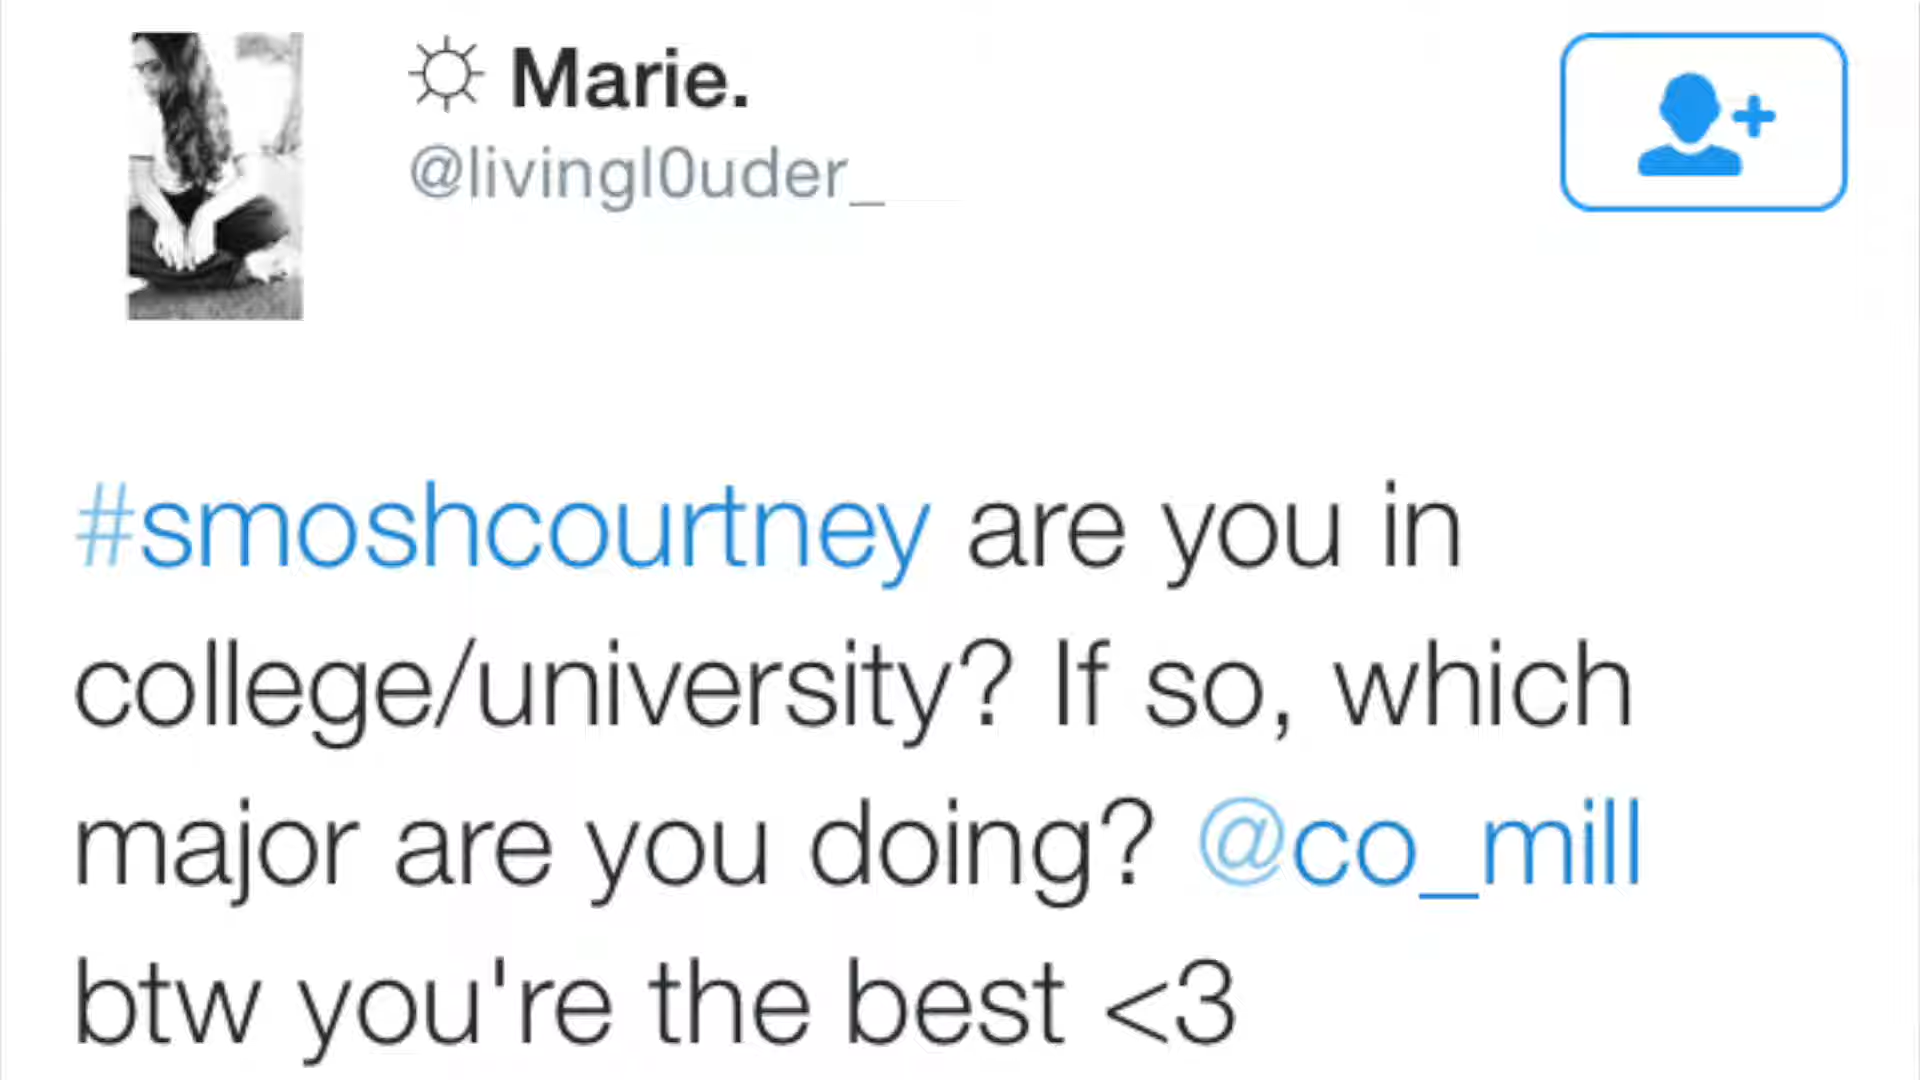 ☼ Marie.
@livingl0uder_
#smoshcourtney are you in
college/university? If so, which
major are you doing? @co_mill
btw you're the best <3